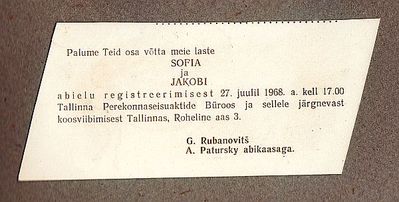 Palume Teid osa võtta meie laste
SOFIA
ja
JAKOBI
abielu registreerimisest 27. juulil 1968. a. kell 17.00
Tallinna Perekonnaseisuaktide Büroos ja sellele järgnevast
koosviibimisest Tallinnas, Roheline aas 3.
G. Rubanovitš
A. Patursky abikaasaga.